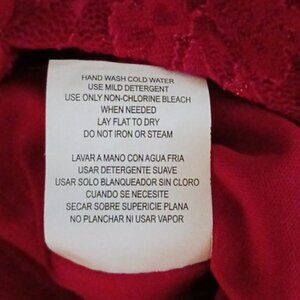 HAND WASH COLD WATER
USE MILD DETERGENT
USE ONLY NON-CHLORINE BLEACH
WHEN NEEDED
LAY FLAT TO DRY
DO NOT IRON OR STEAM
LAVAR A MANO CON AGUA FRIA
USAR DETERGENTE SUAVE
USAR SOLO BLANQUEADOR SIN CLORO
CUANDO SE NECESITE
SECAR SOBRE SUPERICIE PLANA
NO PLANCHAR NI USAR VAPOR